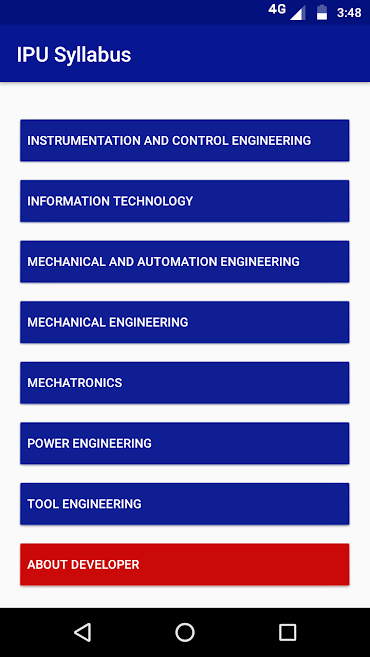 4G 3:48
IPU Syllabus
INSTRUMENTATION AND CONTROL ENGINEERING
INFORMATION TECHNOLOGY
MECHANICAL AND AUTOMATION ENGINEERING
MECHANICAL ENGINEERING
MECHATRONICS
POWER ENGINEERING
TOOL ENGINEERING
ABOUT DEVELOPER